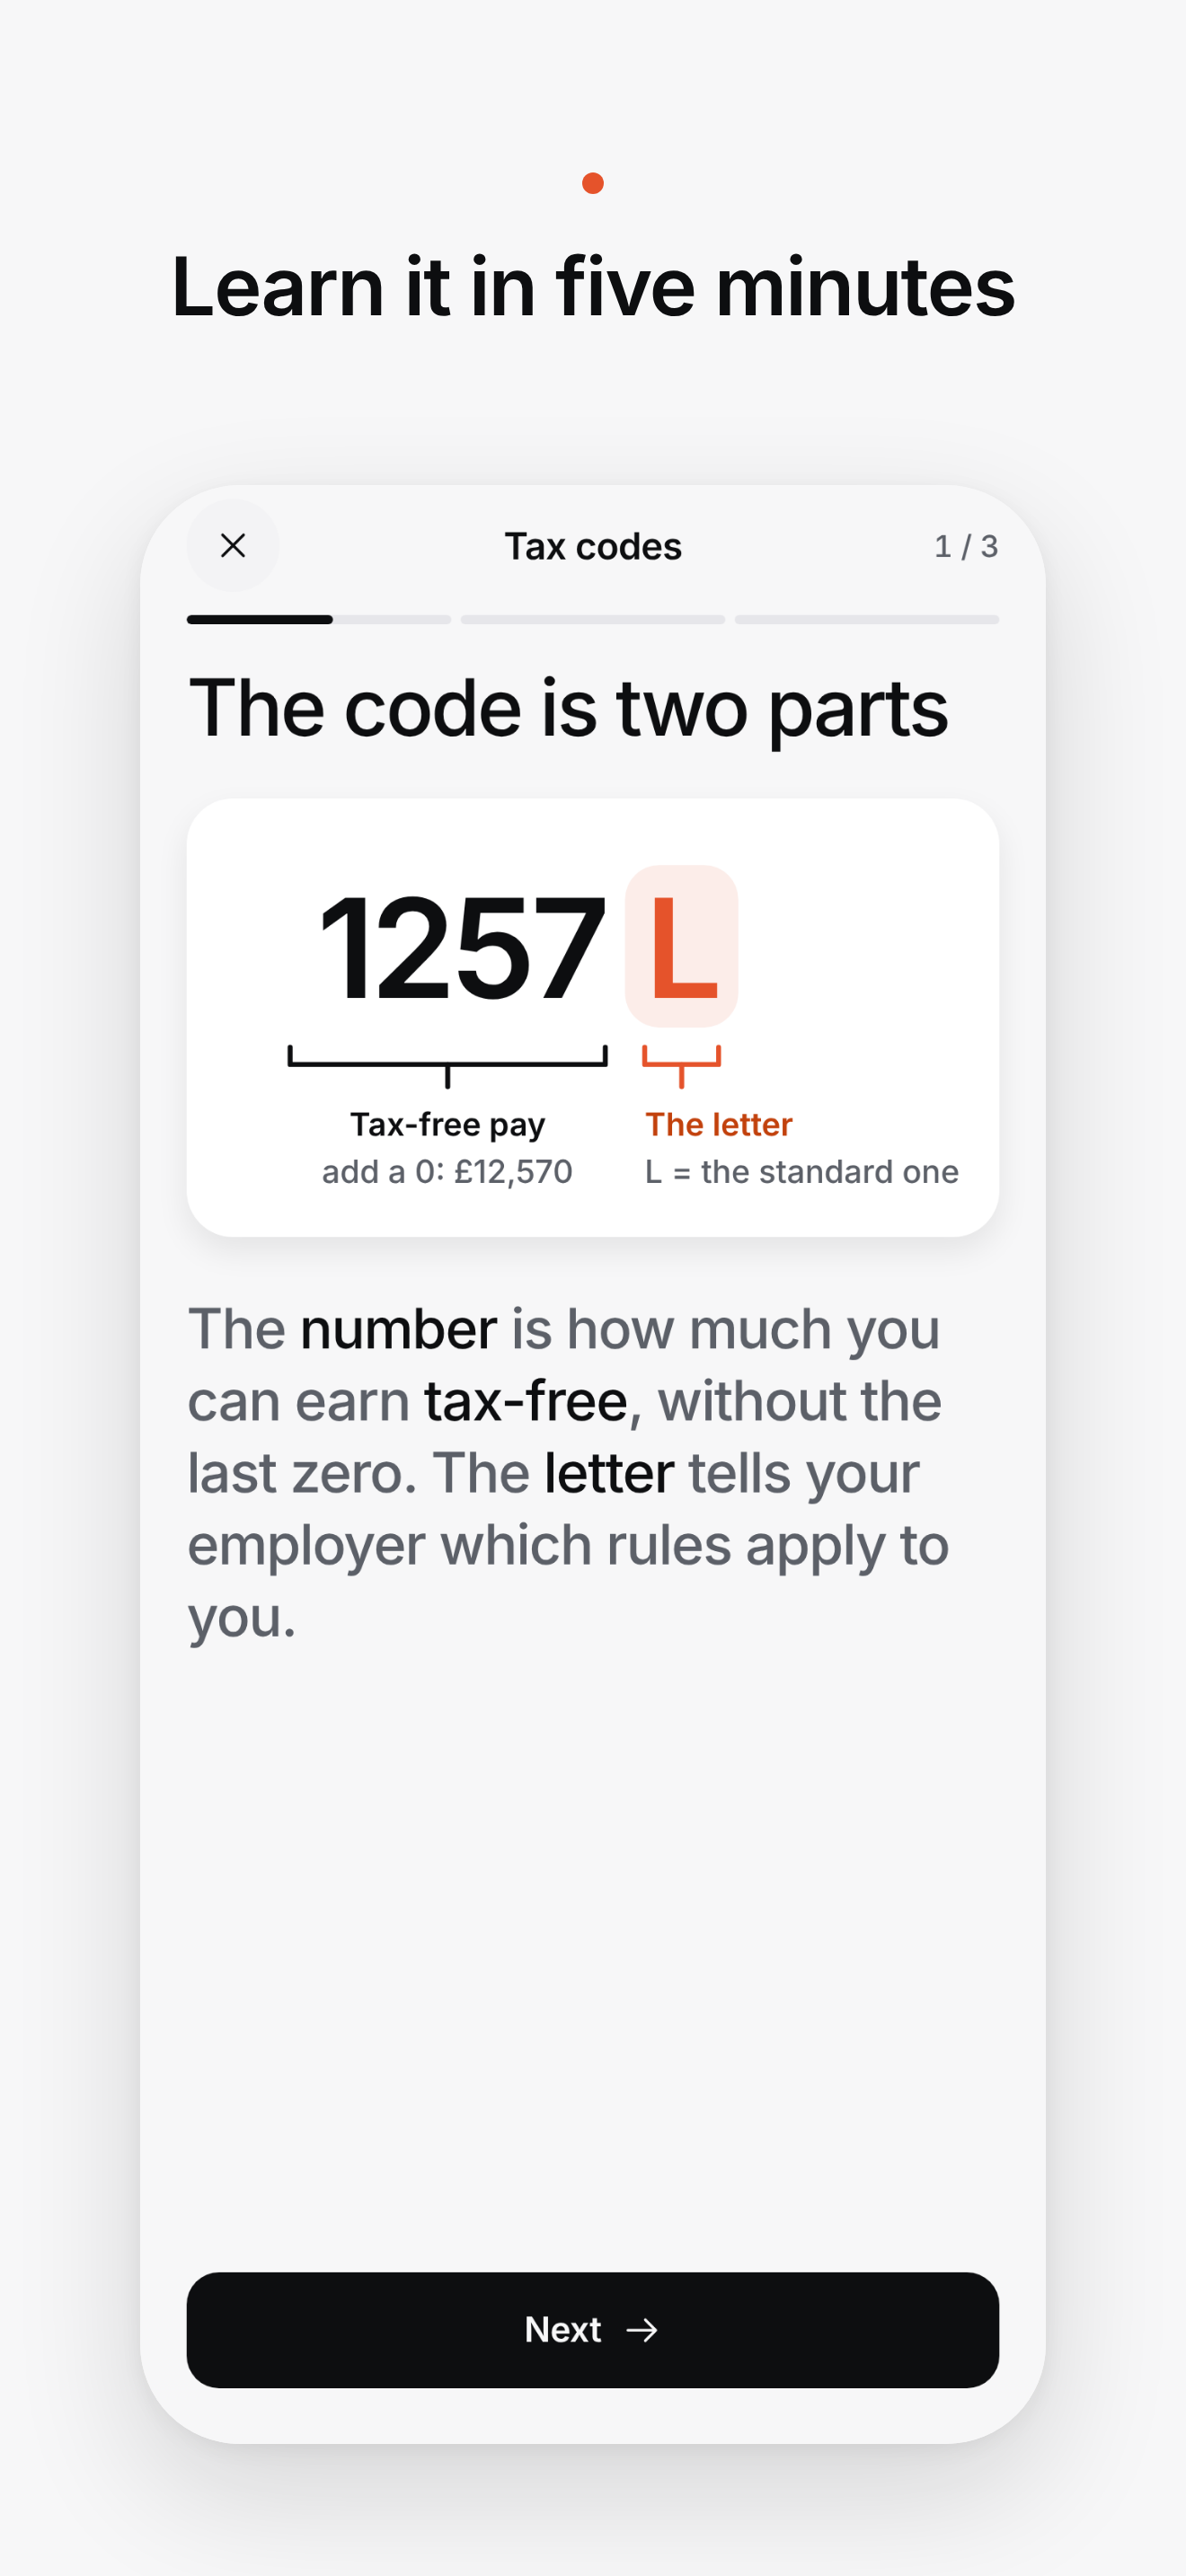 Learn it in five minutes
Tax codes
1 / 3
The code is two parts
1257 L
Tax-free pay
add a 0: £12,570
The letter
L = the standard one
The number is how much you
can earn tax-free, without the
last zero. The letter tells your
employer which rules apply to
you.
Next →